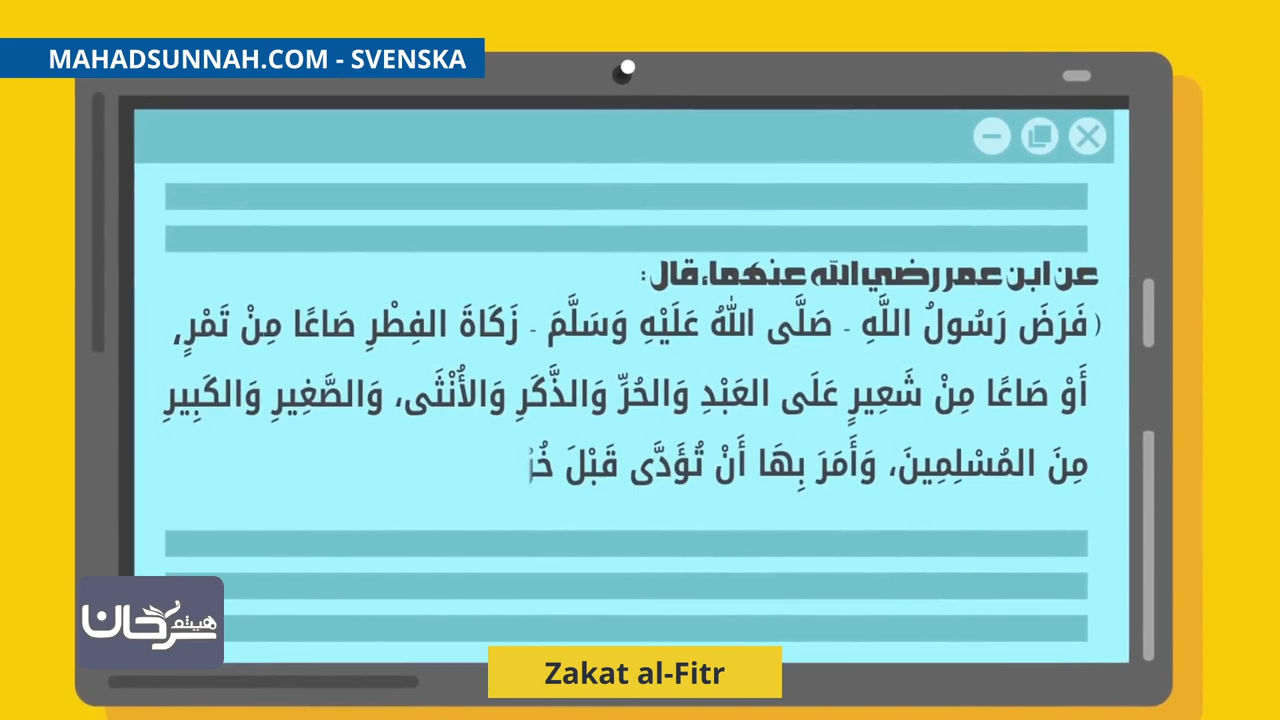 MAHADSUNNAH.COM - SVENSKA
عن ابن عمر رضي الله عنهما، قال :
( فَرَضَ رَسُولُ اللَّهِ - صَلَّى اللهُ عَلَيْهِ وَسَلَّمَ - زَكَاةَ الفِطْرِ صَاعًا مِنْ تَمْرٍ،
أَوْ صَاعًا مِنْ شَعِيرٍ عَلَى العَبْدِ وَالحُرِّ وَالذَّكَرِ وَالأُنْثَى، وَالصَّغِيرِ وَالكَبِيرِ
مِنَ المُسْلِمِينَ، وَأَمَرَ بِهَا أَنْ تُؤَدَّى قَبْلَ
هيثم
سرحان
Zakat al-Fitr